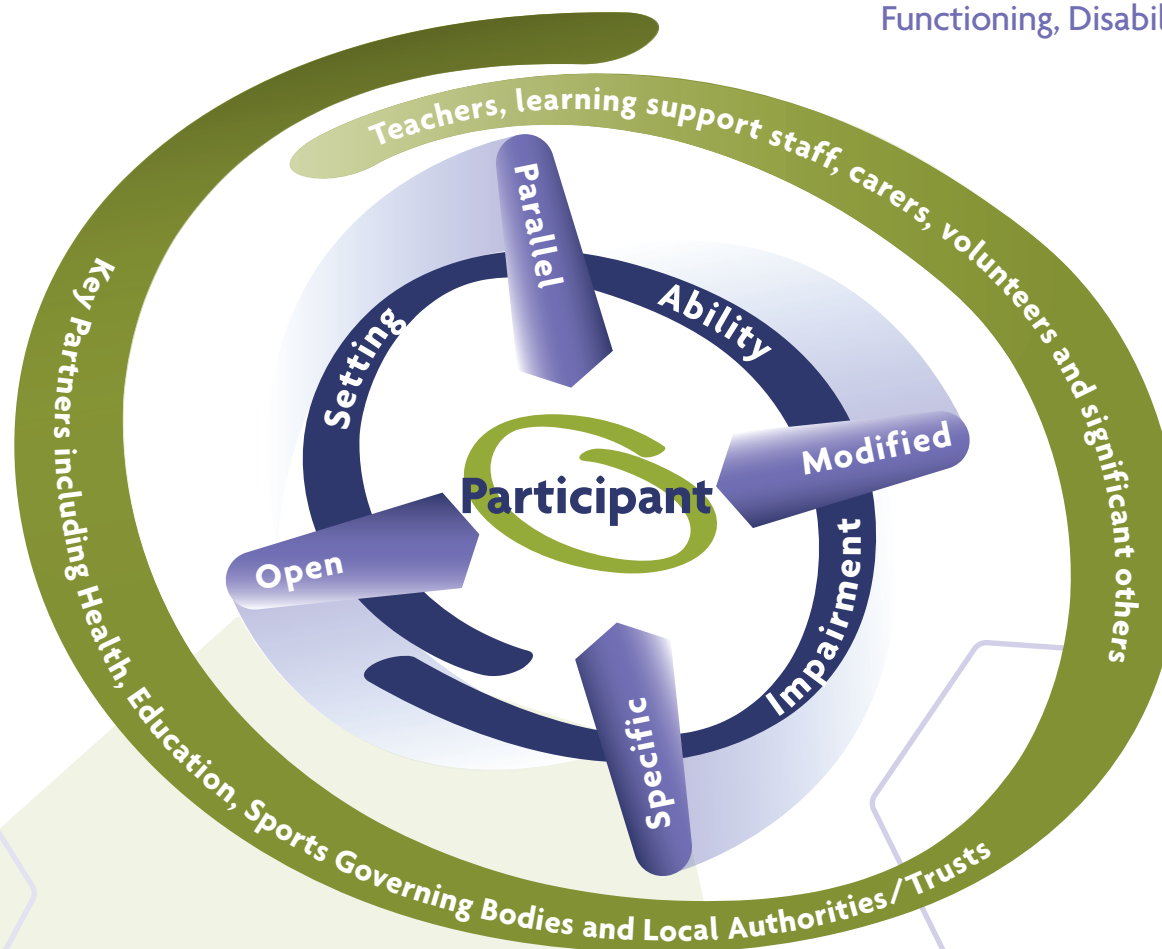 Functioning, Disabil
Teachers, learning support staff, carers, volunteers and significant others
Key Partners including Health, Education, Sports Governing Bodies and Local Authorities/Trusts
Parallel
Ability
Setting
Modified
Participant
Open
Impairment
Specific